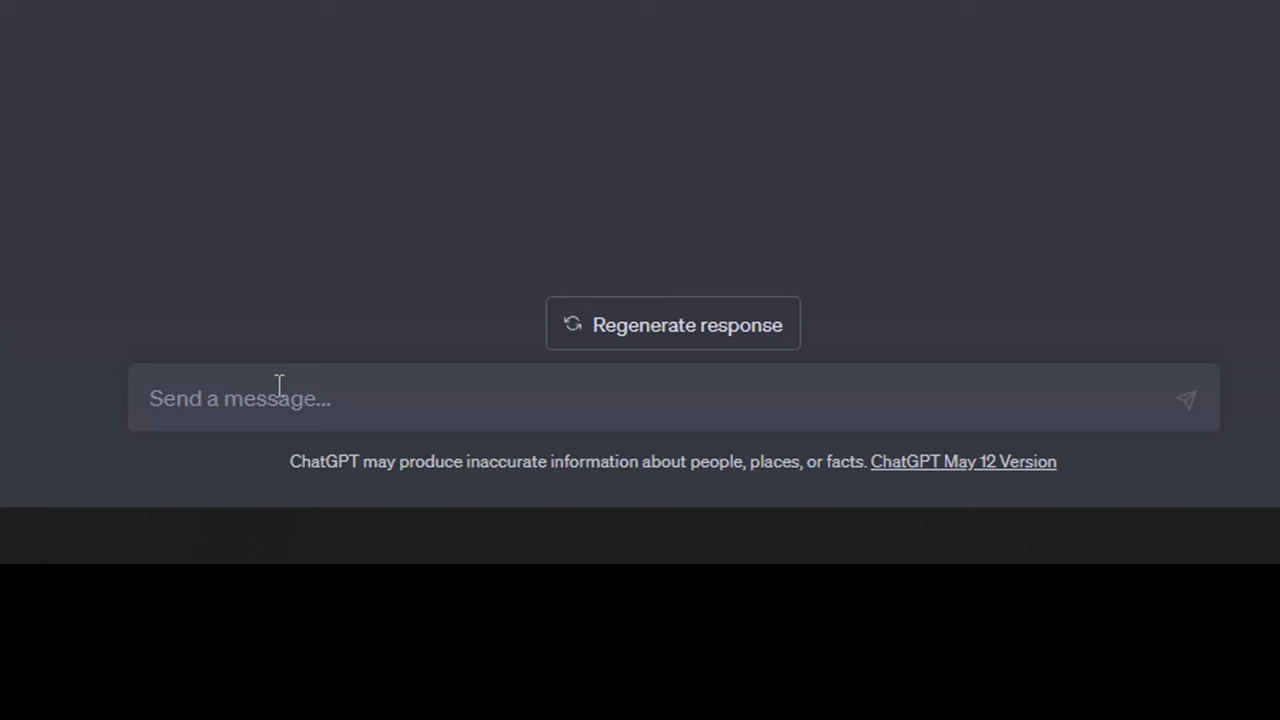 Regenerate response
Send a message...
ChatGPT may produce inaccurate information about people, places, or facts. ChatGPT May 12 Version